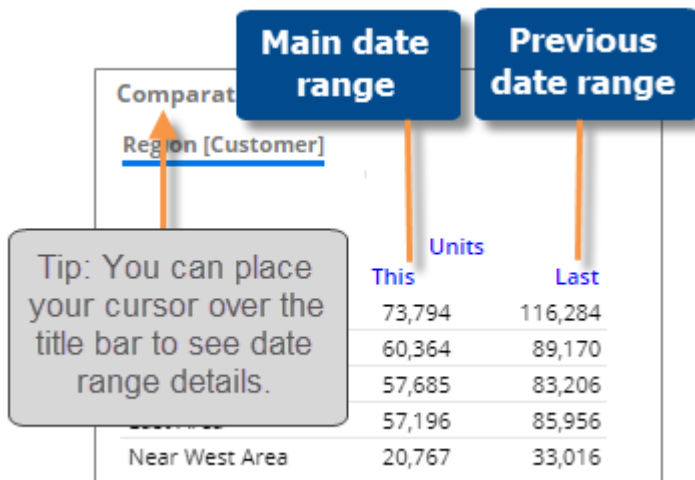 Main date
range
Previous
date range
Comparat
Region [Customer]
Units
This Last
Tip: You can place
your cursor over the
title bar to see date
range details.
73,794 116,284
60,364 89,170
57,685 83,206
57,196 85,956
Near West Area 20,767 33,016